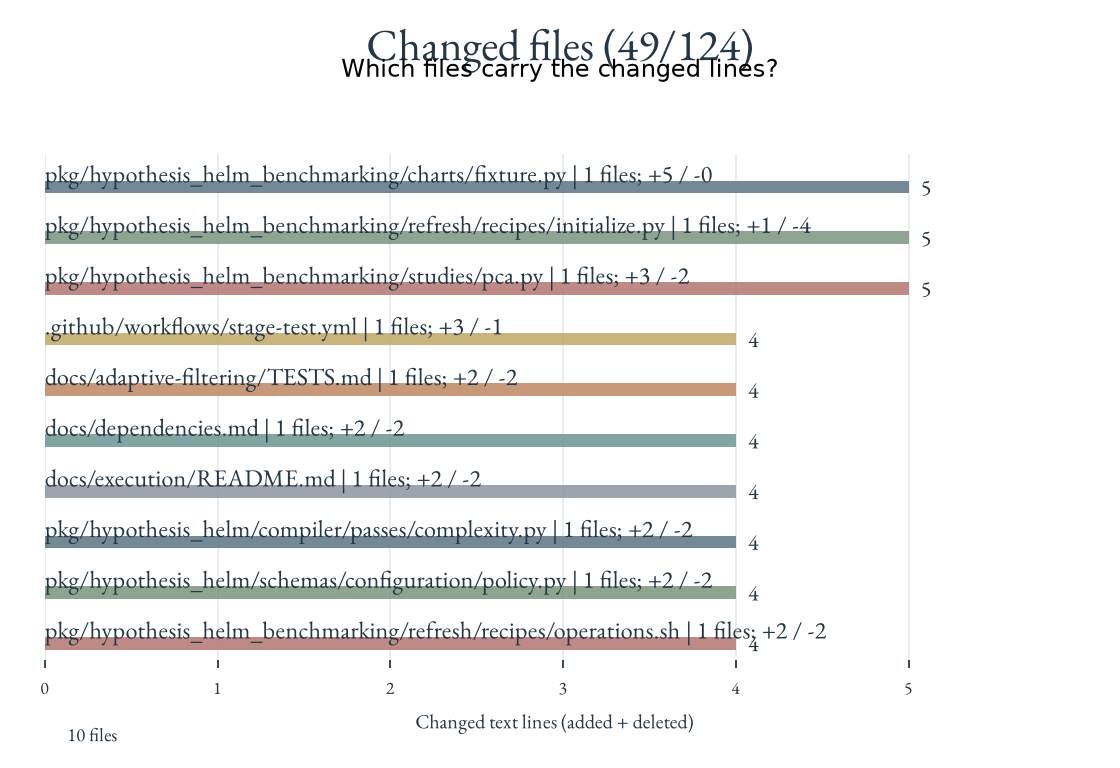 Changed files (49/124)
Which files carry the changed lines?
pkg/hypothesis_helm_benchmarking/charts/fixture.py | 1 files; +5 / -0
5
pkg/hypothesis_helm_benchmarking/refresh/recipes/initialize.py | 1 files; +1 / -4
5
pkg/hypothesis_helm_benchmarking/studies/pca.py | 1 files; +3 / -2
5
.github/workflows/stage-test.yml | 1 files; +3 / -1
4
docs/adaptive-filtering/TESTS.md | 1 files; +2 / -2
4
docs/dependencies.md | 1 files; +2 / -2
4
docs/execution/README.md | 1 files; +2 / -2
4
pkg/hypothesis_helm/compiler/passes/complexity.py | 1 files; +2 / -2
4
pkg/hypothesis_helm/schemas/configuration/policy.py | 1 files; +2 / -2
4
pkg/hypothesis_helm_benchmarking/refresh/recipes/operations.sh | 1 files; +2 / -2
4
0 1 2 3 4 5
Changed text lines (added + deleted)
10 files